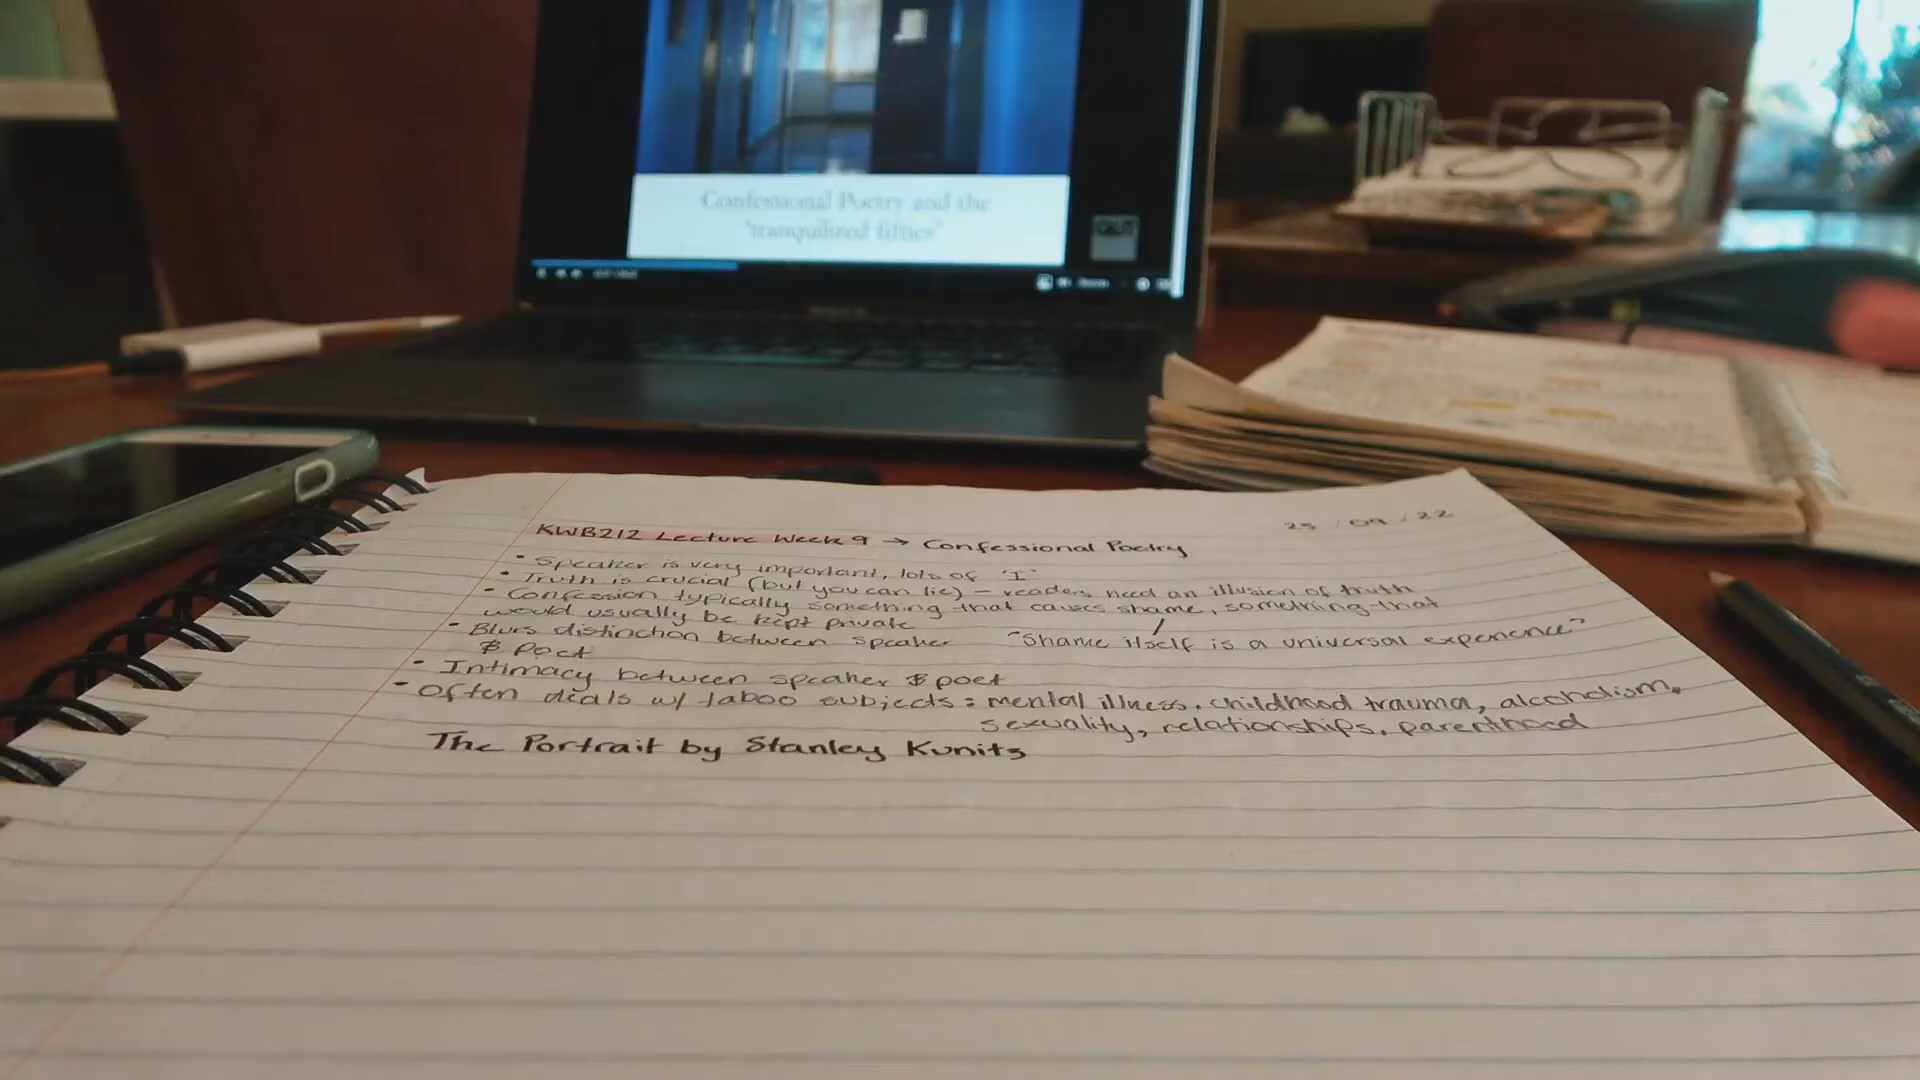 Confessional Poetry and the
'tranquilized fifties'
QUT
25 / 09 / 22
KWB212 Lecture Week 9 → Confessional Poetry
• Speaker is very important, lots of 'I'
• Truth is crucial (but you can lie) – readers need an illusion of truth
• Confession typically something that causes shame, something that
would usually be kept private
• Blurs distinction between speaker
& poet
"Shame itself is a universal experience"
• Intimacy between speaker & poet
• Often deals w/ taboo subjects: mental illness, childhood trauma, alcoholism,
sexuality, relationships, parenthood
The Portrait by Stanley Kunitz